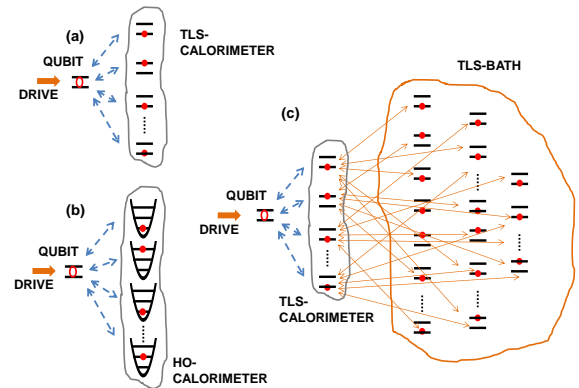 (a)
QUBIT
DRIVE
TLS-
CALORIMETER
(b)
QUBIT
DRIVE
HO-
CALORIMETER
(c)
QUBIT
DRIVE
TLS-
CALORIMETER
TLS-BATH